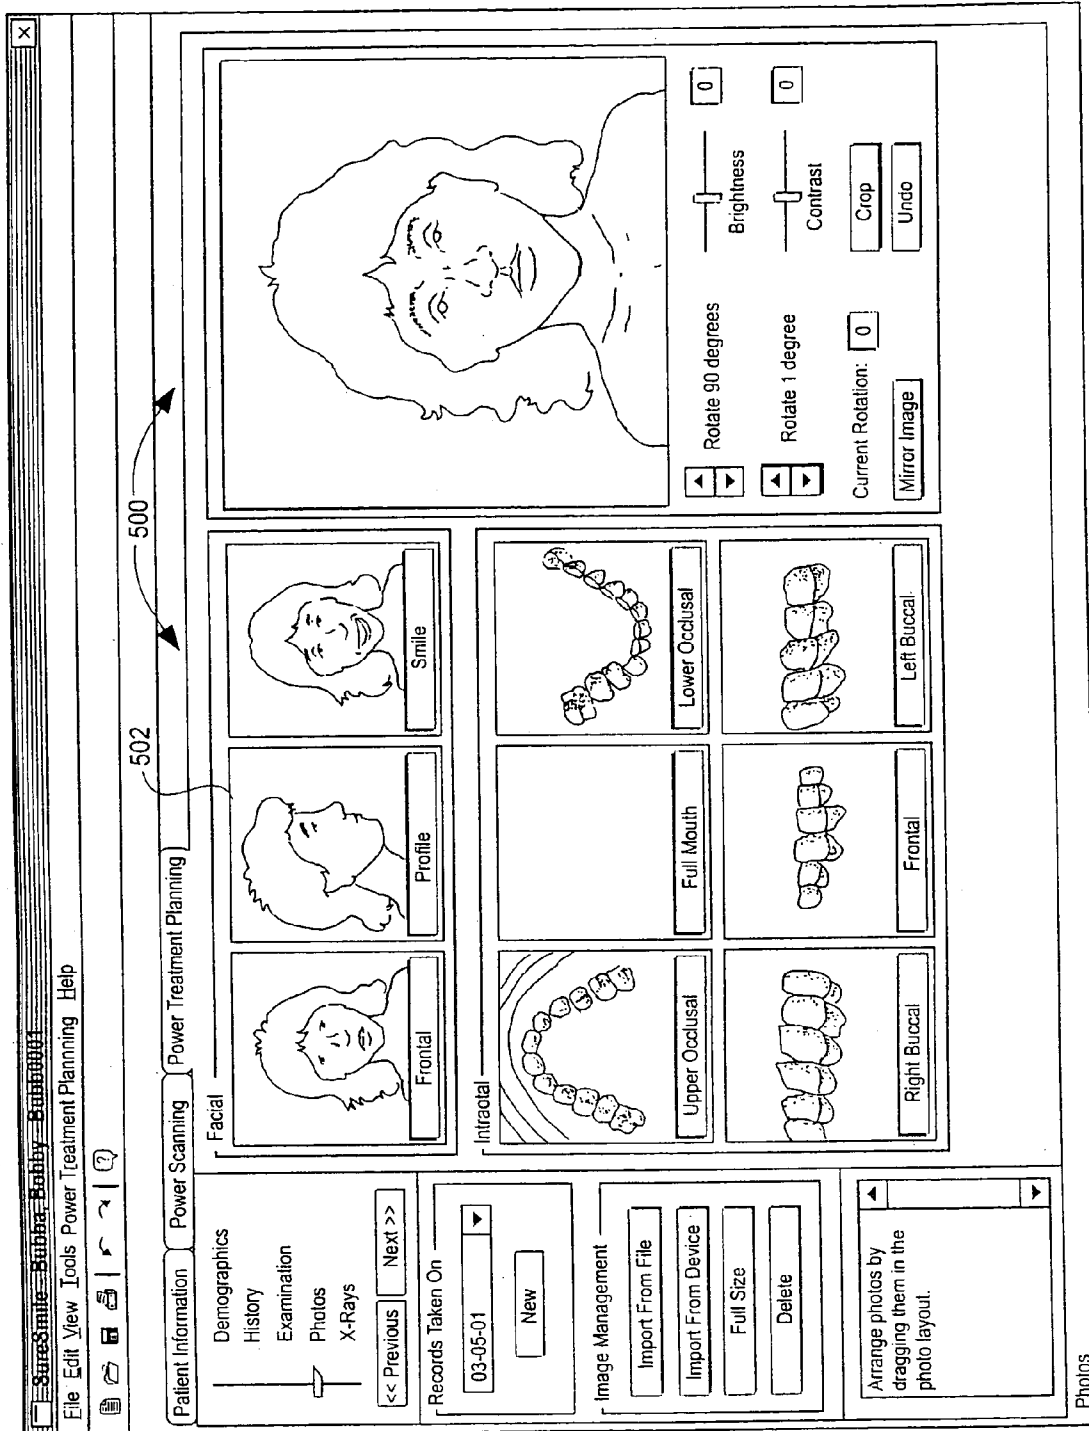 SureSmile - Bubba, Bobby - Bubb0001
File Edit View Tools Power Treatment Plannning Help
Patient Information
Power Scanning
Power Treatment Planning
500
502
Demographics
History
Examination
Photos
X-Rays
<< Previous
Next >>
Records Taken On
03-05-01
New
Image Management
Import From File
Import From Device
Full Size
Delete
Arrange photos by
dragging them in the
photo layout.
Facial
Frontal
Profile
Smile
Intraotal
Upper Occlusal
Full Mouth
Lower Occlusal
Right Buccal
Frontal
Left Buccal
Rotate 90 degrees
Brightness
0
Rotate 1 degree
Contrast
0
Current Rotation: 0
Crop
Mirror Image
Undo
Photos